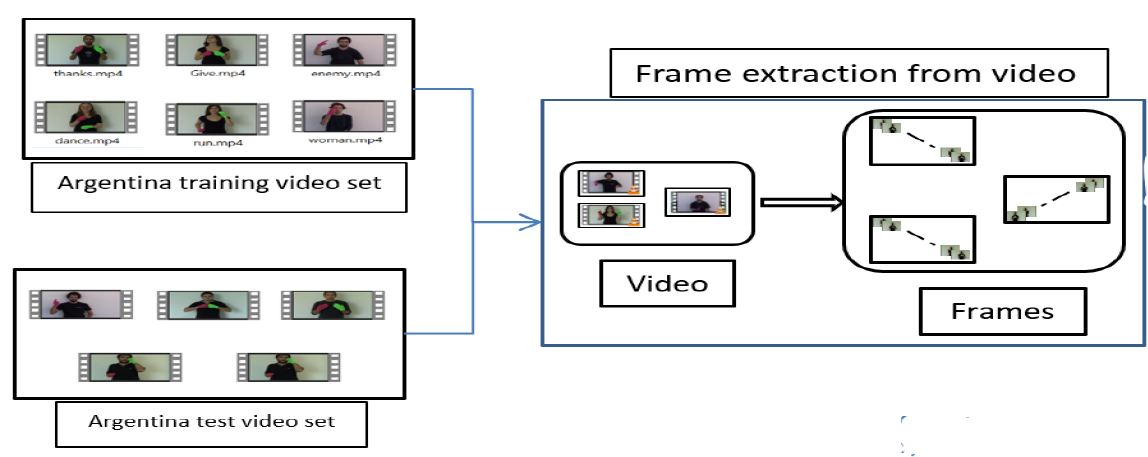 thanks.mp4 Give.mp4 enemy.mp4
dance.mp4 run.mp4 woman.mp4
Argentina training video set
Argentina test video set
Frame extraction from video
Video
Frames